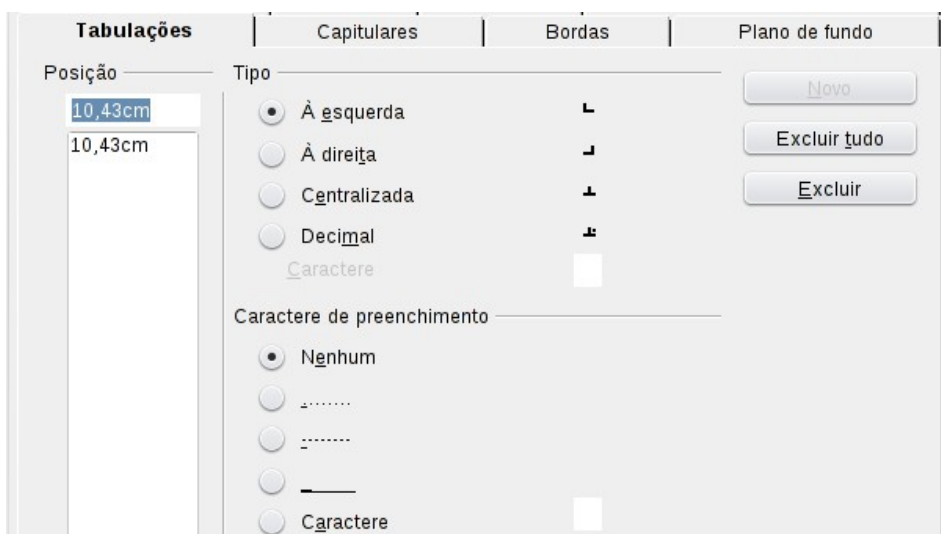 Tabulações Capitulares Bordas Plano de fundo
Posição
10,43cm
10,43cm
Tipo
À esquerda
À direita
Centralizada
Decimal
Caractere
Caractere de preenchimento
Nenhum
.........
---------
Caractere
Novo
Excluir tudo
Excluir